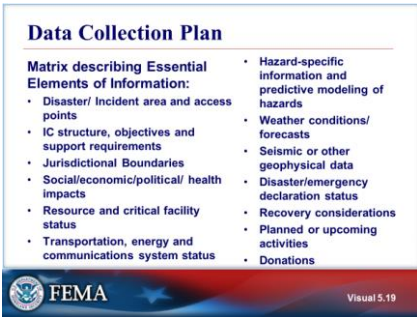 Data Collection Plan
Matrix describing Essential
Elements of Information:
• Disaster/ Incident area and access
points
• IC structure, objectives and
support requirements
• Jurisdictional Boundaries
• Social/economic/political/ health
impacts
• Resource and critical facility
status
• Transportation, energy and
communications system status
• Hazard-specific
information and
predictive modeling of
hazards
• Weather conditions/
forecasts
• Seismic or other
geophysical data
• Disaster/emergency
declaration status
• Recovery considerations
• Planned or upcoming
activities
• Donations
FEMA
Visual 5.19